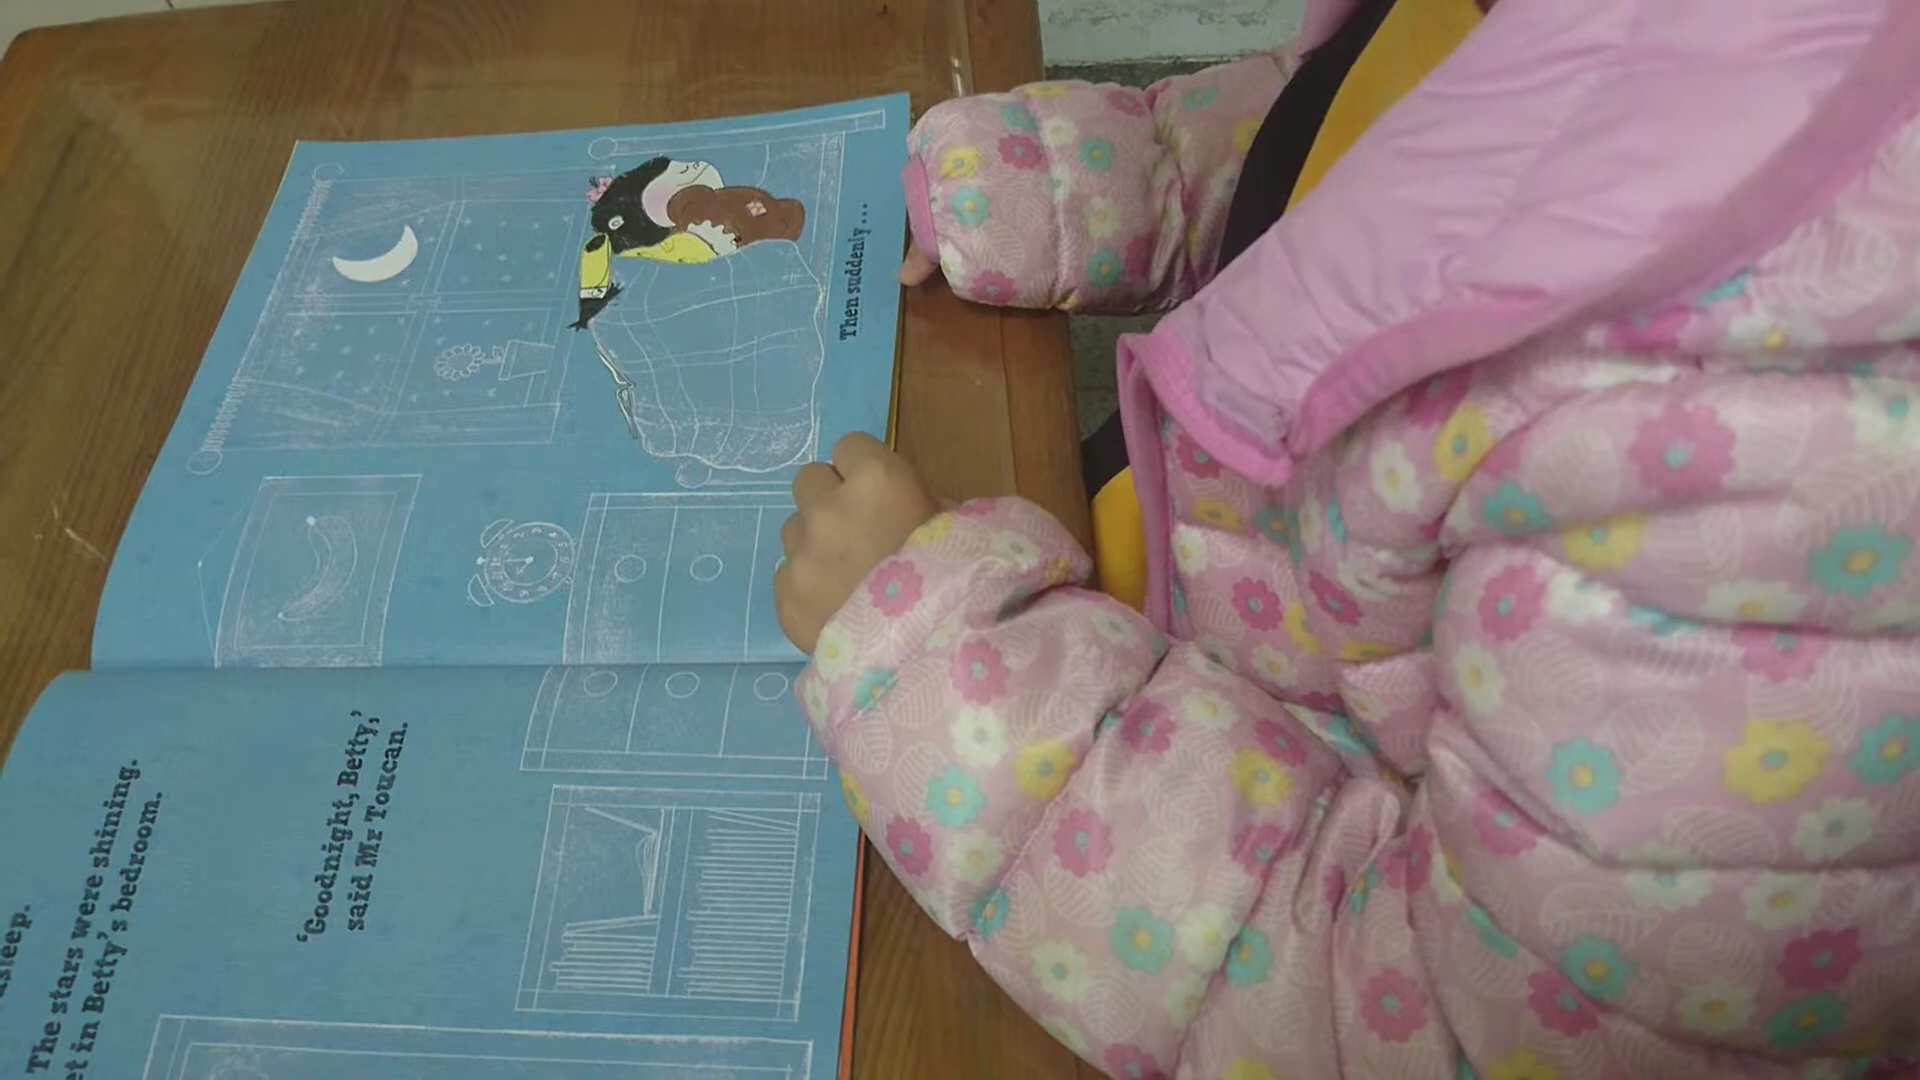 asleep.
The stars were shining.
et in Betty's bedroom.
'Goodnight, Betty,'
said Mr Toucan.
Then suddenly...